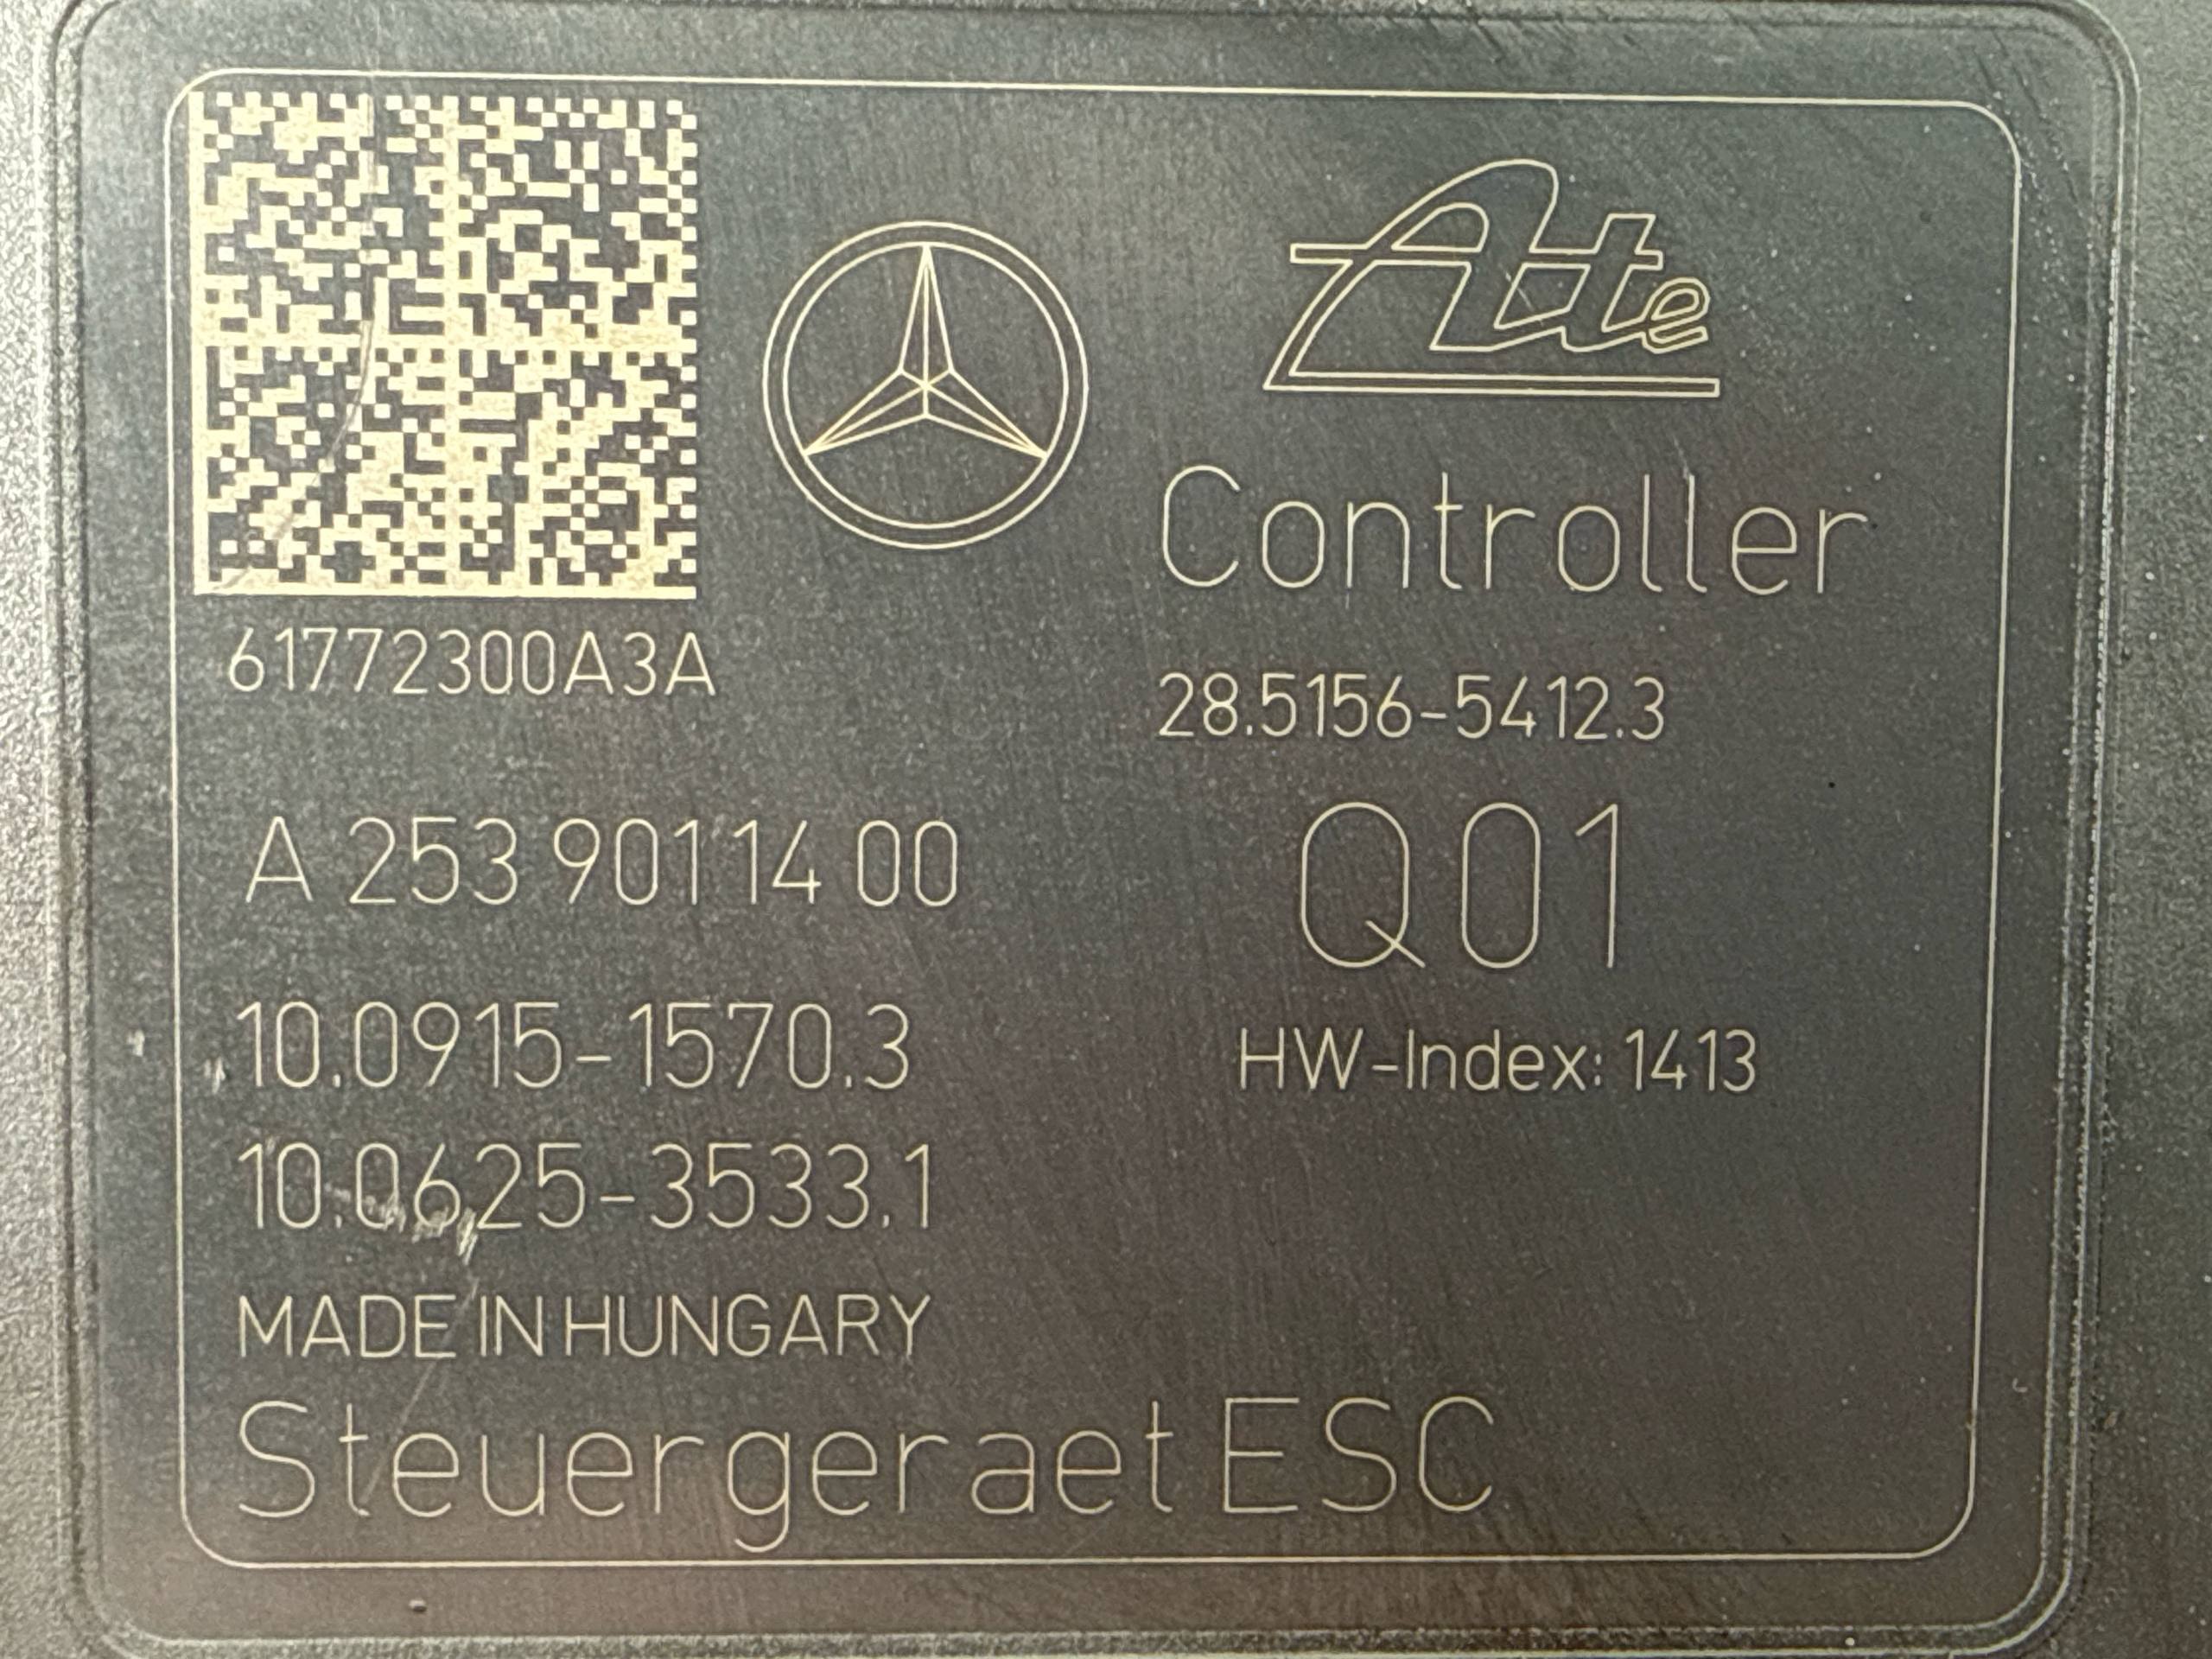 Ate
Controller
61772300A3A
28.5156-5412.3
A 253 901 14 00
Q01
10.0915-1570.3
HW-Index: 1413
10.0625-3533.1
MADE IN HUNGARY
Steuergeraet ESC